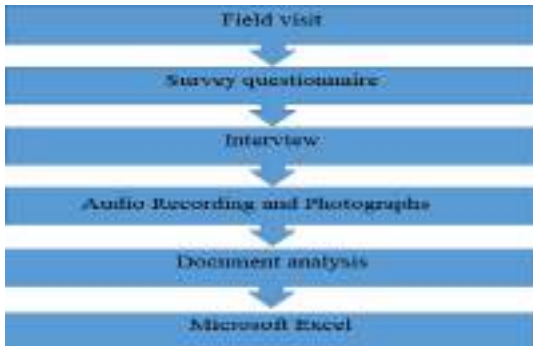 Field visit
Survey questionnaire
Interview
Audio Recording and Photographs
Document analysis
Microsoft Excel